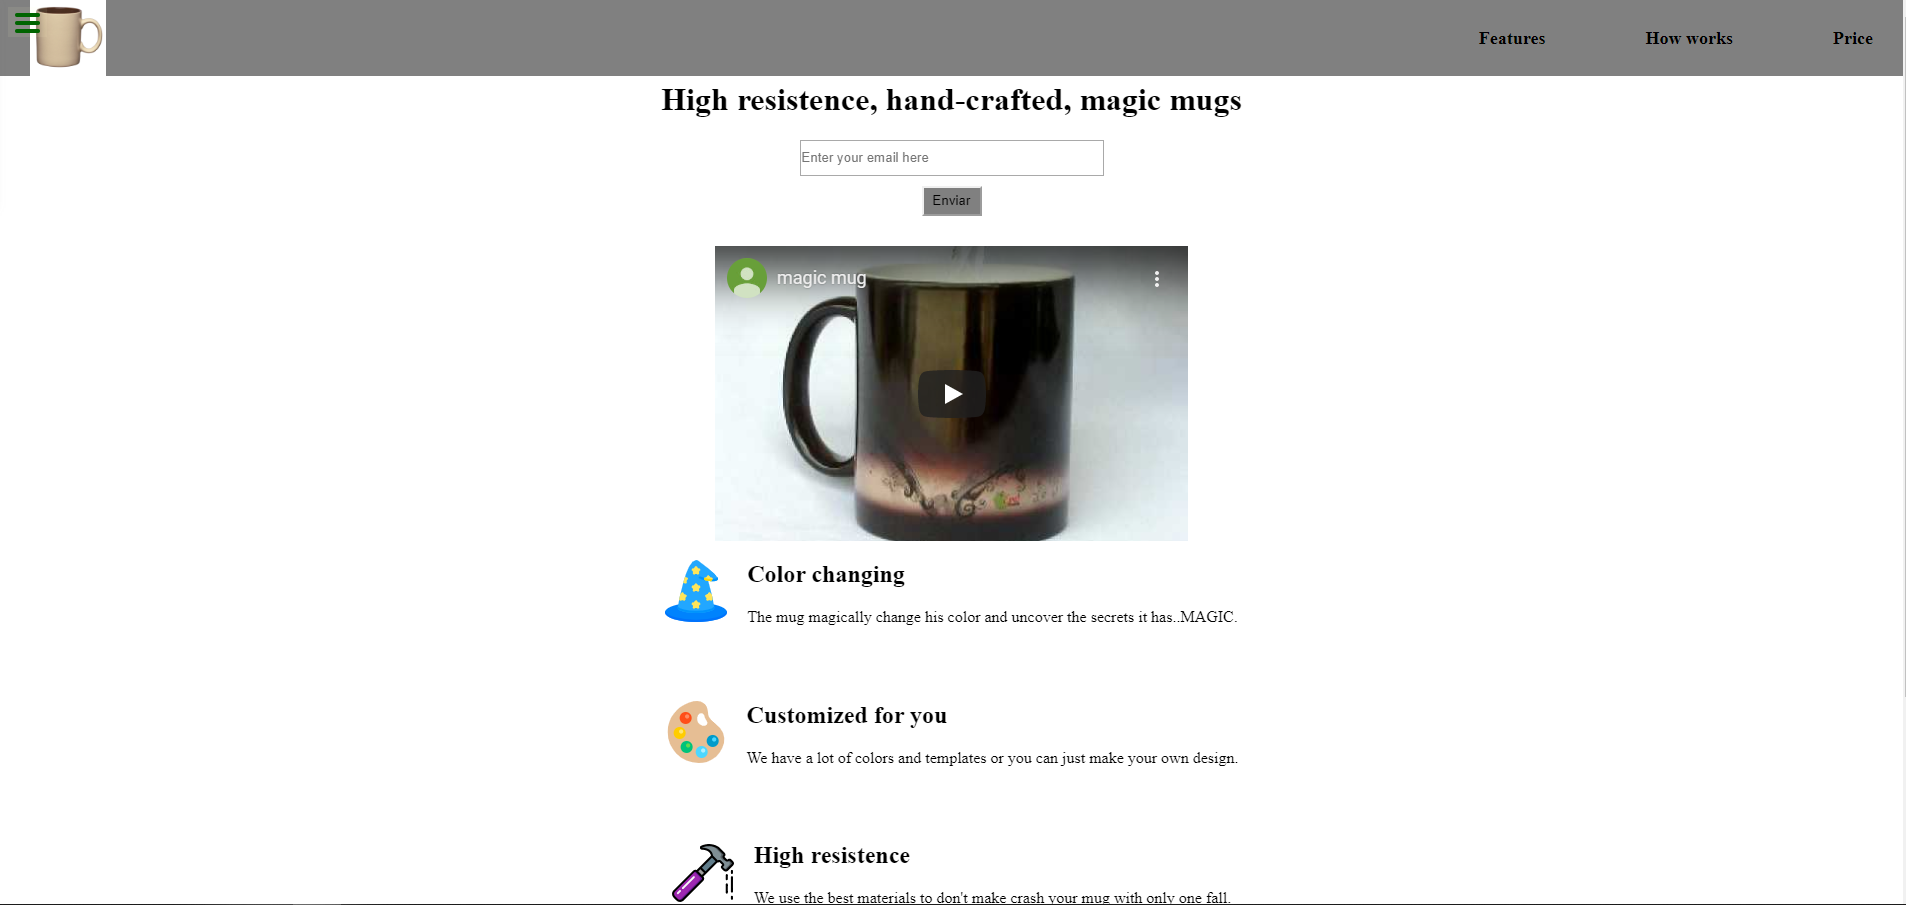 Features
How works
Price
High resistence, hand-crafted, magic mugs
Enter your email here
Enviar
magic mug
Color changing
The mug magically change his color and uncover the secrets it has..MAGIC.
Customized for you
We have a lot of colors and templates or you can just make your own design.
High resistence
We use the best materials to don't make crash your mug with only one fall.